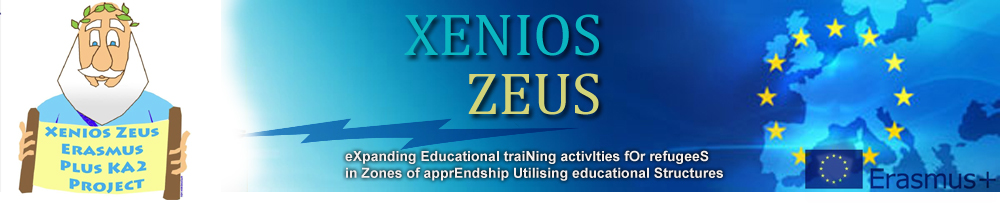 Xenios Zeus
Erasmus
Plus KA2
Project
XENIOS
ZEUS
eXpanding Educational traiNing activIties fOr refugeeS
in Zones of apprEndship Utilising educational Structures
Erasmus+